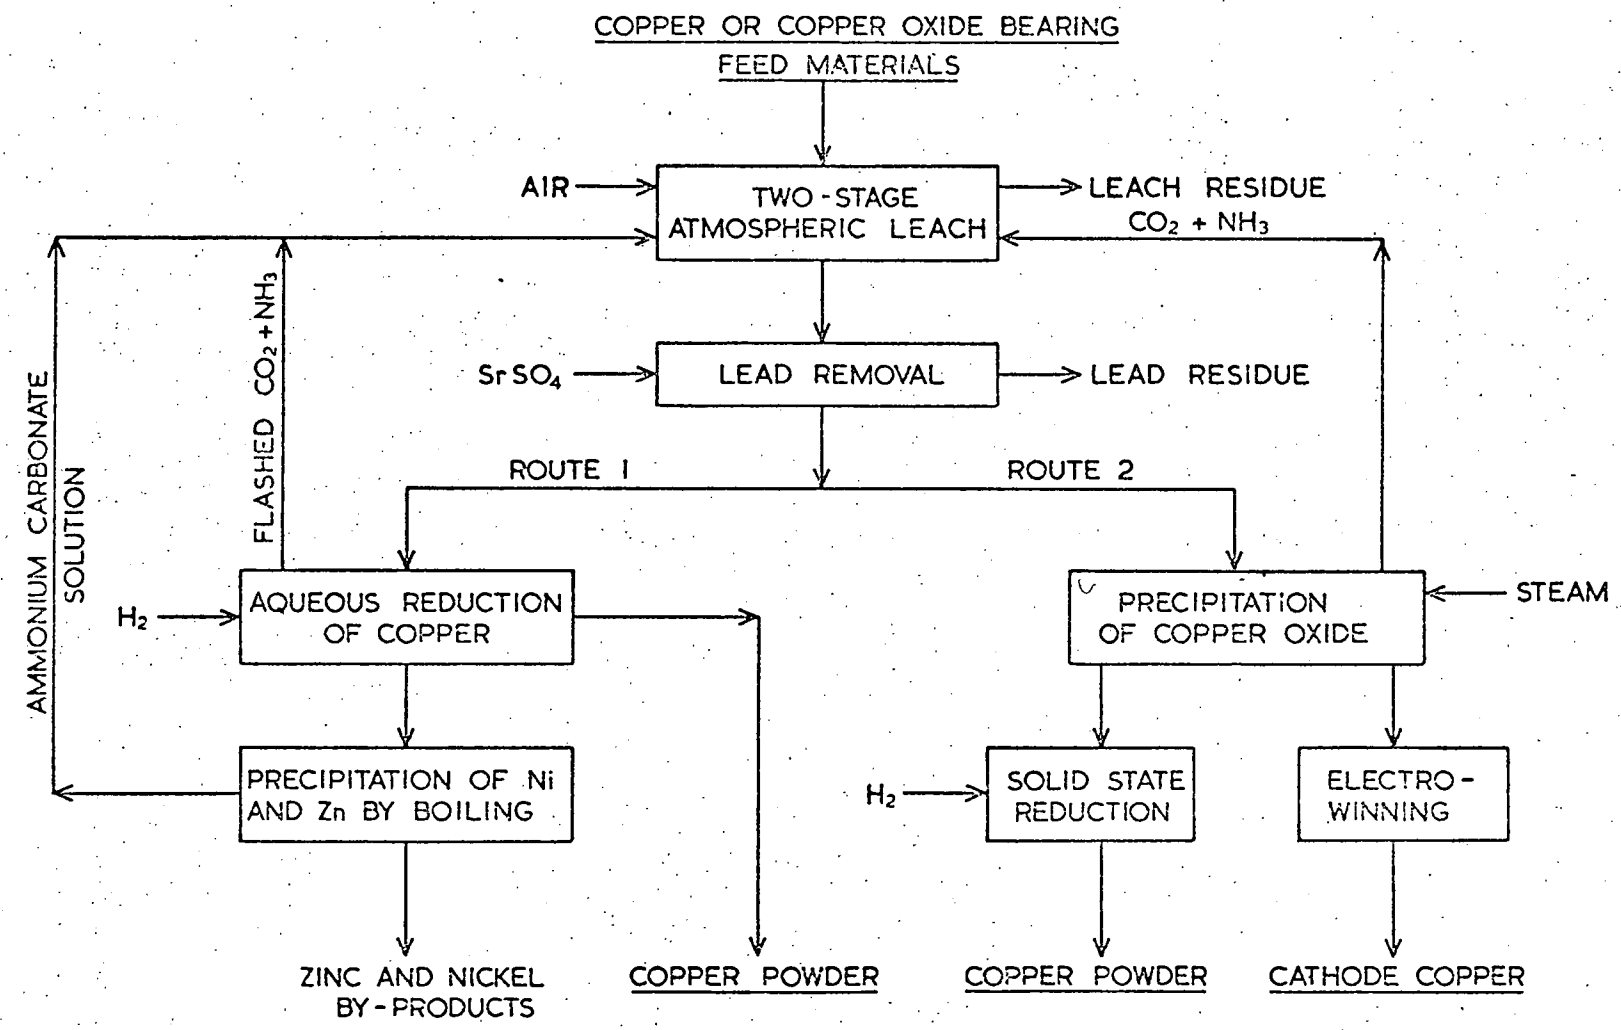 COPPER OR COPPER OXIDE BEARING
FEED MATERIALS
AIR
TWO-STAGE
ATMOSPHERIC LEACH
LEACH RESIDUE
CO₂ + NH₃
SrSO₄
LEAD REMOVAL
LEAD RESIDUE
ROUTE 1
ROUTE 2
AMMONIUM CARBONATE
SOLUTION
FLASHED CO₂+NH₃
H₂
AQUEOUS REDUCTION
OF COPPER
PRECIPITATION
OF COPPER OXIDE
STEAM
PRECIPITATION OF Ni
AND Zn BY BOILING
H₂
SOLID STATE
REDUCTION
ELECTRO-
WINNING
ZINC AND NICKEL
BY-PRODUCTS
COPPER POWDER
COPPER POWDER
CATHODE COPPER